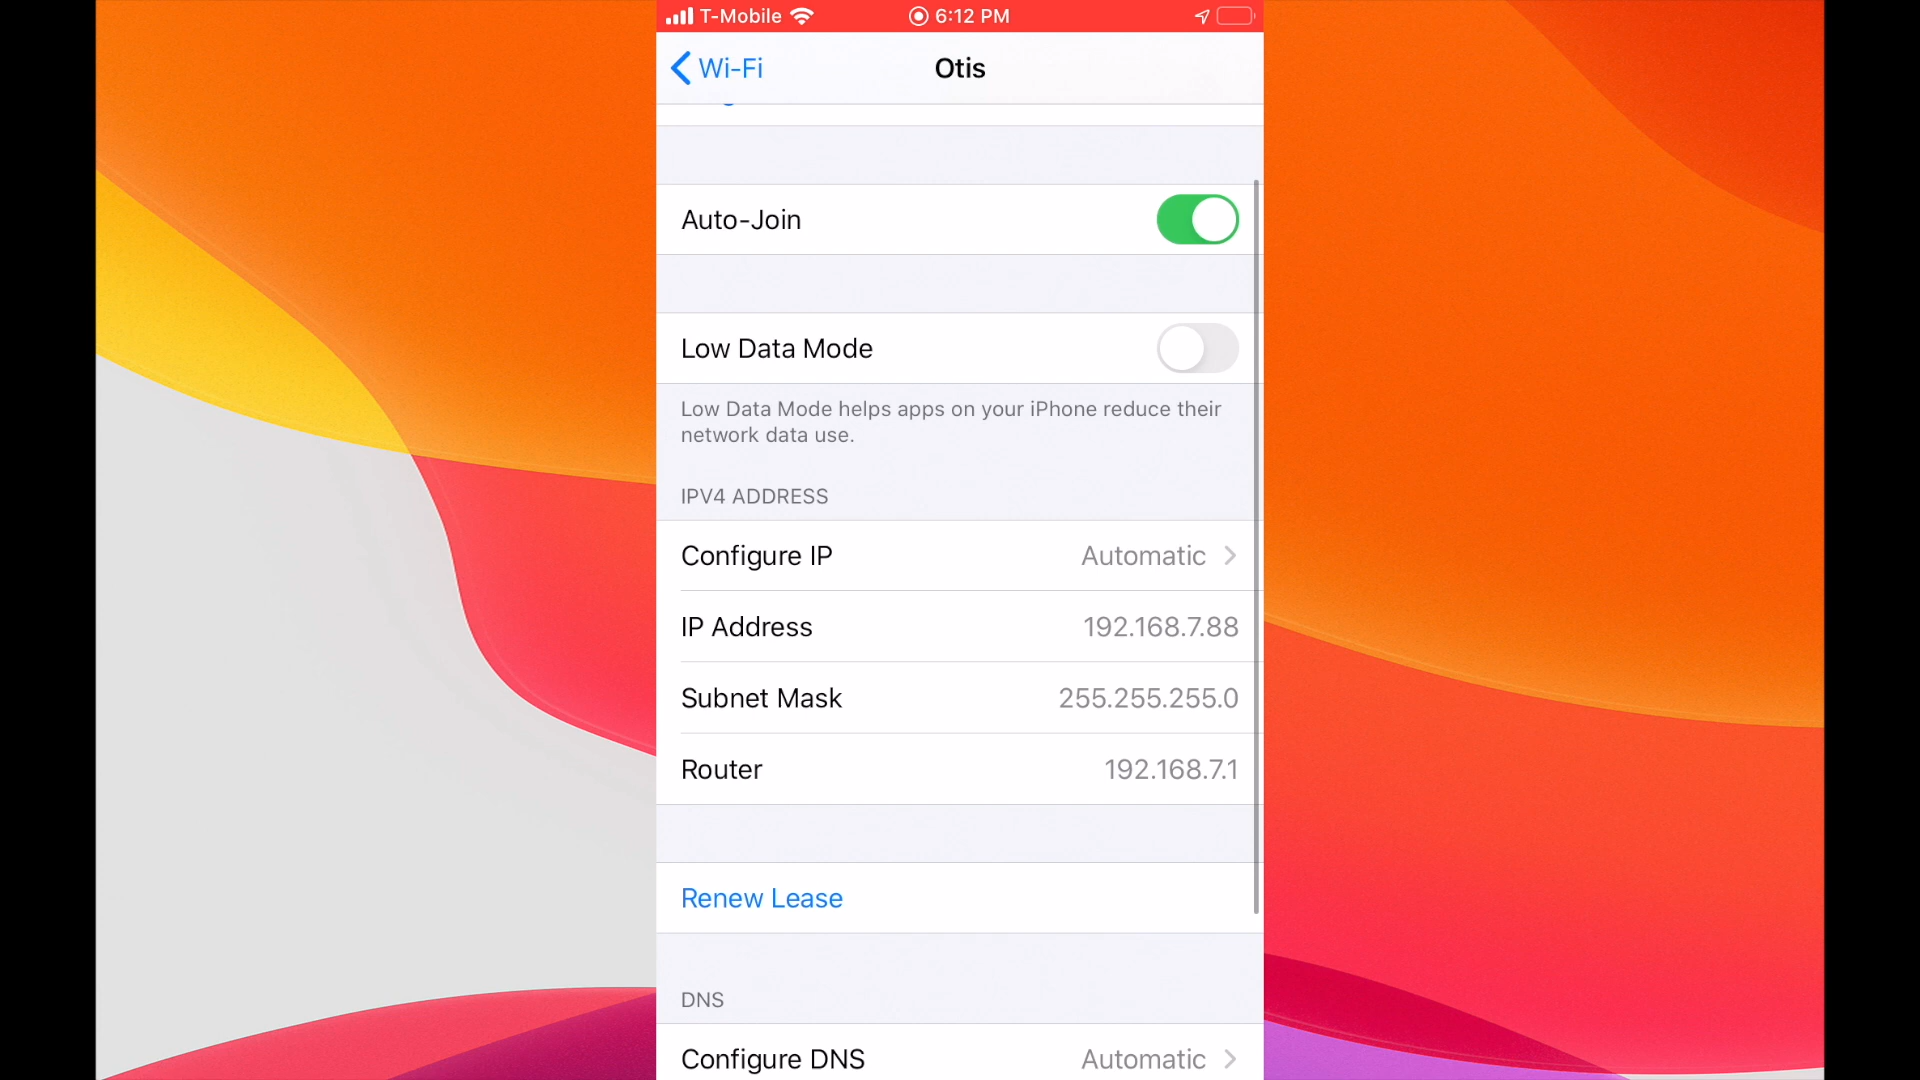 T-Mobile 6:12 PM
Wi-Fi Otis
Auto-Join
Low Data Mode
Low Data Mode helps apps on your iPhone reduce their
network data use.
IPV4 ADDRESS
Configure IP Automatic
IP Address 192.168.7.88
Subnet Mask 255.255.255.0
Router 192.168.7.1
Renew Lease
DNS
Configure DNS Automatic